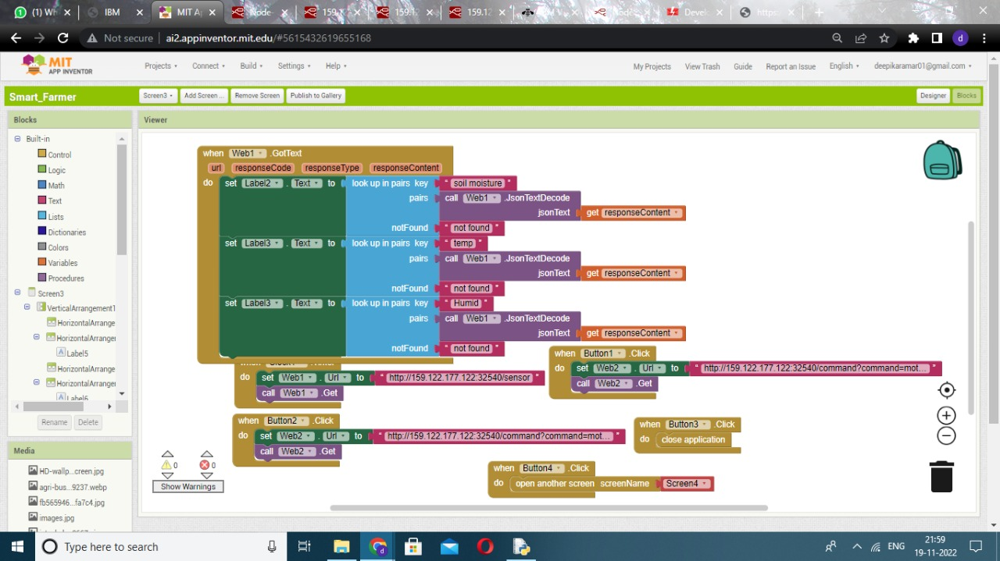 (1) Wh
IBM
MIT A
Node-
159.1
159.12
159.12
Develo
https:
Not secure | ai2.appinventor.mit.edu/#5615432619655168
d
MIT
APP INVENTOR
Projects
Connect
Build
Settings
Help
My Projects
View Trash
Guide
Report an Issue
English
deepikaramar01@gmail.com
Smart_Farmer
Screen3
Add Screen ...
Remove Screen
Publish to Gallery
Designer
Blocks
Blocks
Viewer
Built-in
Control
Logic
Math
Text
Lists
Dictionaries
Colors
Variables
Procedures
Screen3
VerticalArrangement1
HorizontalArrange
HorizontalArranger
Label5
HorizontalArrange
HorizontalArranger
Label6
Rename
Delete
Media
HD-wallp...creen.jpg
agri-bus...9237.webp
fb565946...fa7c4.jpg
images.jpg
when Web1 .GotText
url responseCode responseType responseContent
do set Label2 . Text to look up in pairs key " soil moisture "
pairs call Web1 .JsonTextDecode
jsonText get responseContent
notFound " not found "
set Label3 . Text to look up in pairs key " temp "
pairs call Web1 .JsonTextDecode
jsonText get responseContent
notFound " not found "
set Label3 . Text to look up in pairs key " Humid "
pairs call Web1 .JsonTextDecode
jsonText get responseContent
notFound " not found "
do set Web1 . Url to " http://159.122.177.122:32540/sensor "
call Web1 .Get
when Button1 .Click
do set Web2 . Url to " http://159.122.177.122:32540/command?command=mot... "
call Web2 .Get
when Button2 .Click
do set Web2 . Url to " http://159.122.177.122:32540/command?command=mot... "
call Web2 .Get
when Button3 .Click
do close application
when Button4 .Click
do open another screen screenName Screen4
0
0
Show Warnings
Type here to search
ENG
21:59
19-11-2022